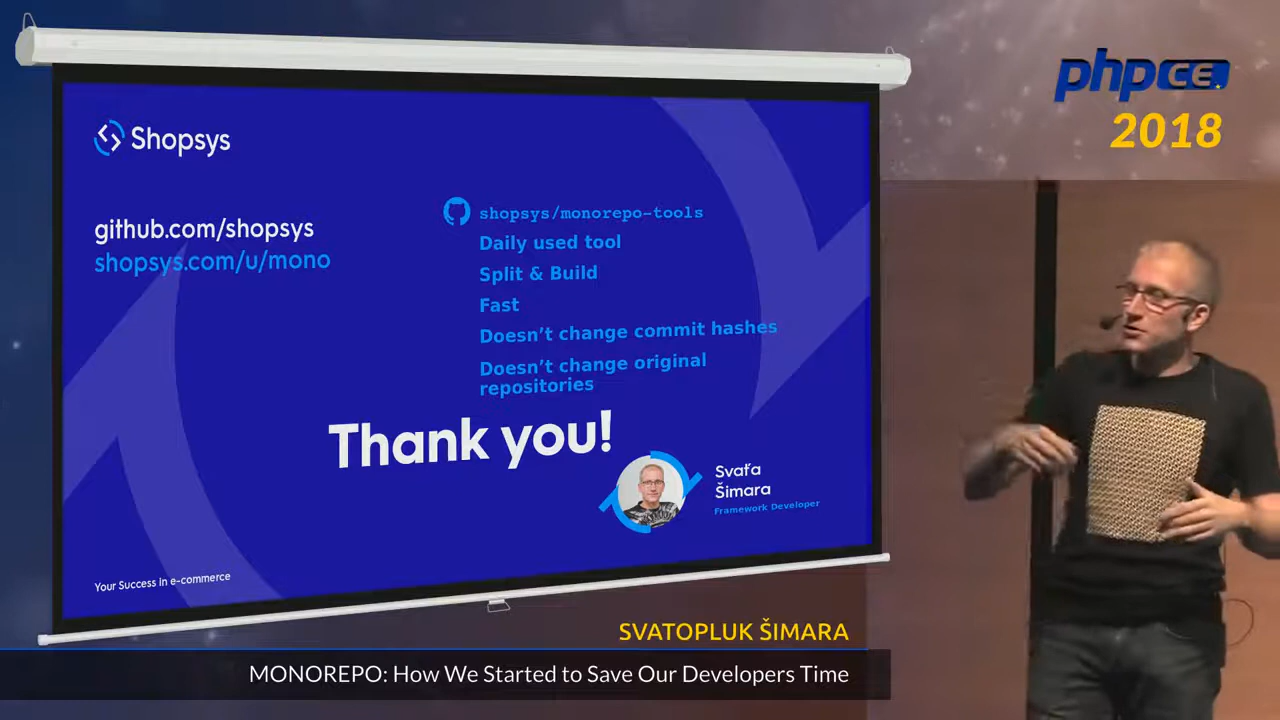 phpce
2018
Shopsys
github.com/shopsys
shopsys.com/u/mono
shopsys/monorepo-tools
Daily used tool
Split & Build
Fast
Doesn't change commit hashes
Doesn't change original
repositories
Thank you!
Svaťa
Šimara
Framework Developer
Your Success in e-commerce
SVATOPLUK ŠIMARA
MONOREPO: How We Started to Save Our Developers Time